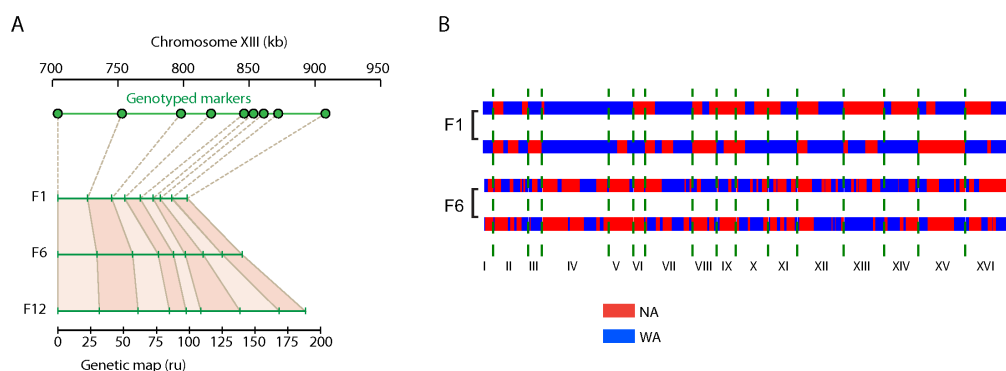 A
Chromosome XIII (kb)
700 750 800 850 900 950
Genotyped markers
F1
F6
F12
0 25 50 75 100 125 150 175 200
Genetic map (ru)
B
F1
F6
I II III IV V VI VII VIII IX X XI XII XIII XIV XV XVI
NA
WA